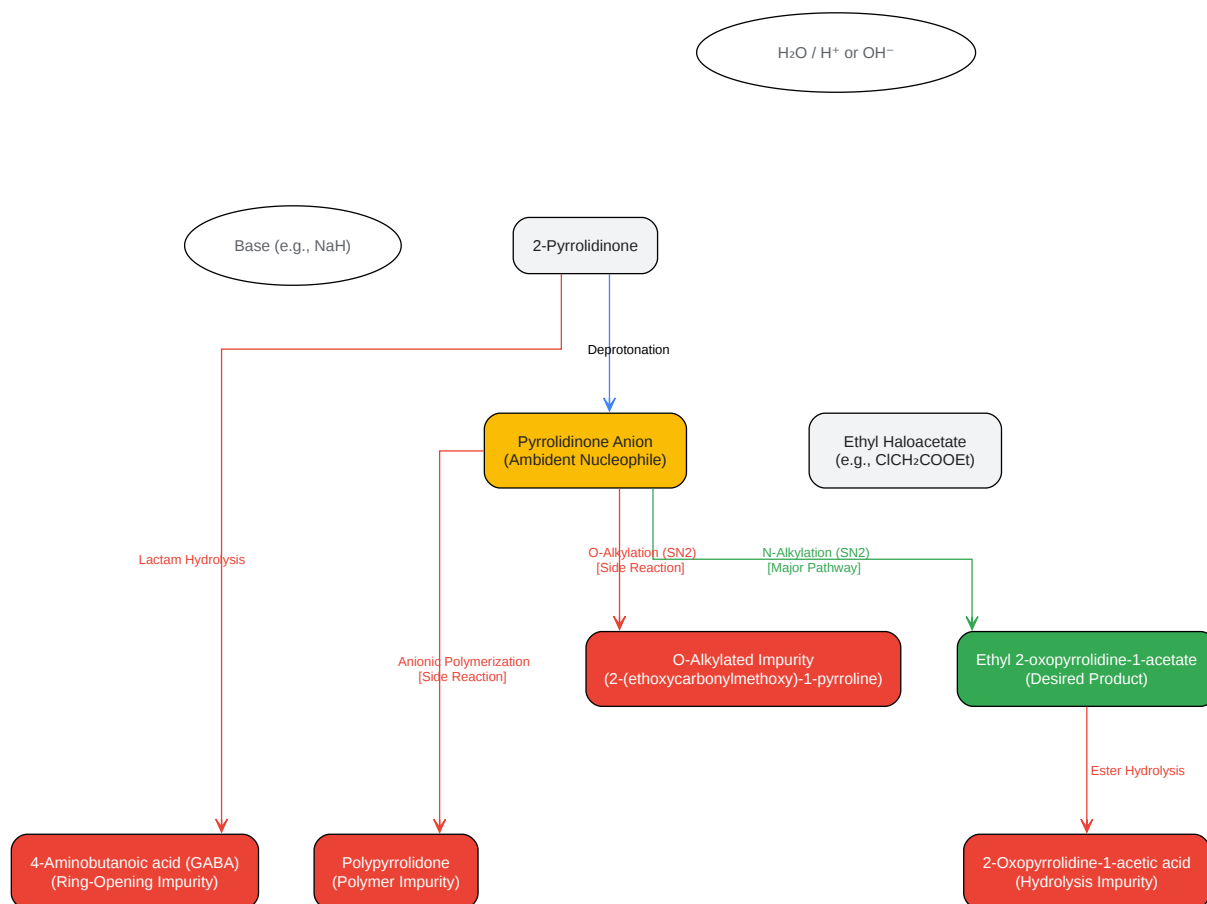 H₂O / H⁺ or OH⁻
Base (e.g., NaH)
2-Pyrrolidinone
Deprotonation
Pyrrolidinone Anion
(Ambident Nucleophile)
Ethyl Haloacetate
(e.g., ClCH₂COOEt)
Lactam Hydrolysis
O-Alkylation (SN2)
[Side Reaction]
N-Alkylation (SN2)
[Major Pathway]
Anionic Polymerization
[Side Reaction]
O-Alkylated Impurity
(2-(ethoxycarbonylmethoxy)-1-pyrroline)
Ethyl 2-oxopyrrolidine-1-acetate
(Desired Product)
Ester Hydrolysis
4-Aminobutanoic acid (GABA)
(Ring-Opening Impurity)
Polypyrrolidone
(Polymer Impurity)
2-Oxopyrrolidine-1-acetic acid
(Hydrolysis Impurity)